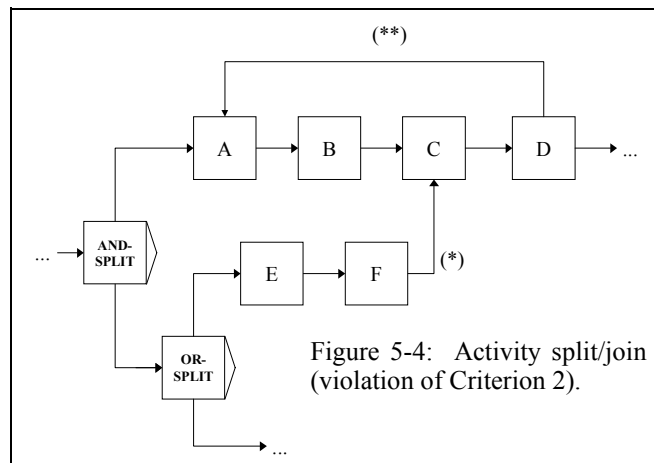 (**)
A B C D ...
... AND-
SPLIT
E F (*)
OR-
SPLIT
Figure 5-4: Activity split/join
(violation of Criterion 2).
...